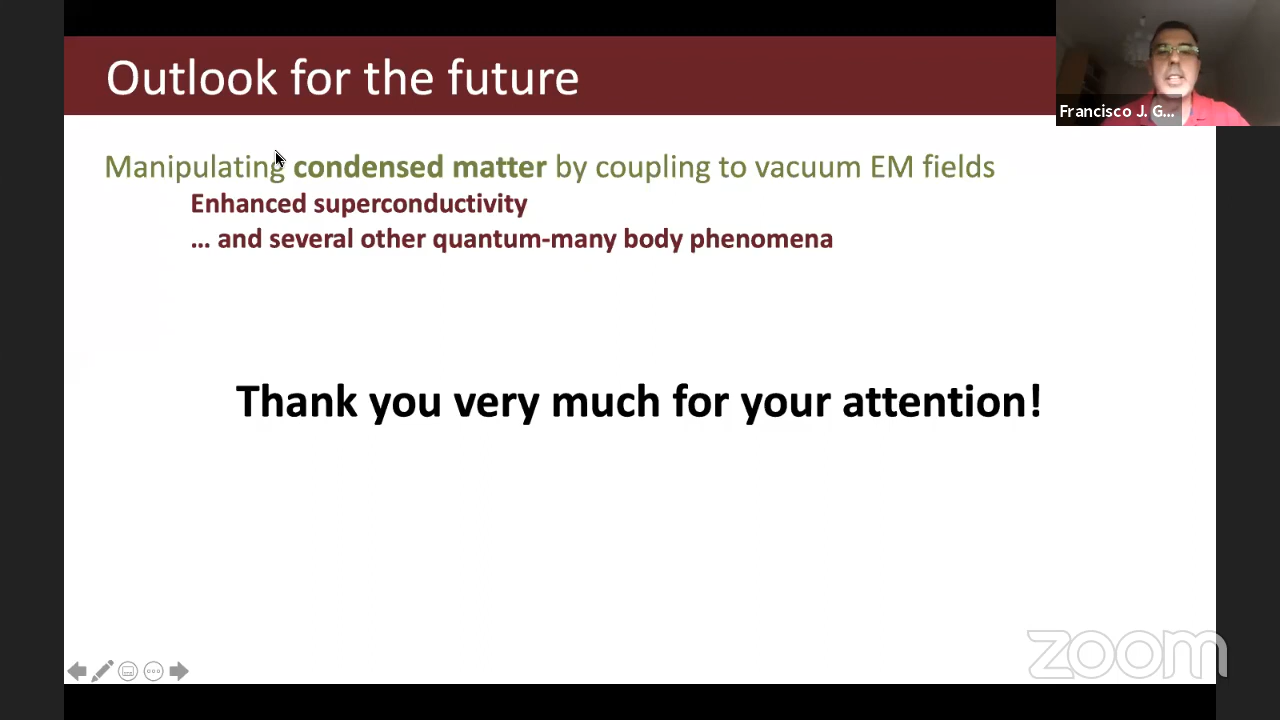 Outlook for the future
Francisco J. G...
Manipulating condensed matter by coupling to vacuum EM fields
Enhanced superconductivity
... and several other quantum-many body phenomena
Thank you very much for your attention!
zoom